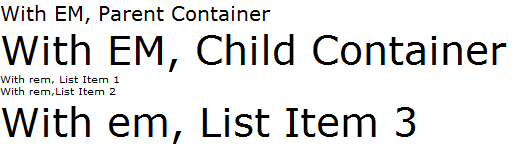 With EM, Parent Container
With EM, Child Container
With rem, List Item 1
With rem,List Item 2
With em, List Item 3